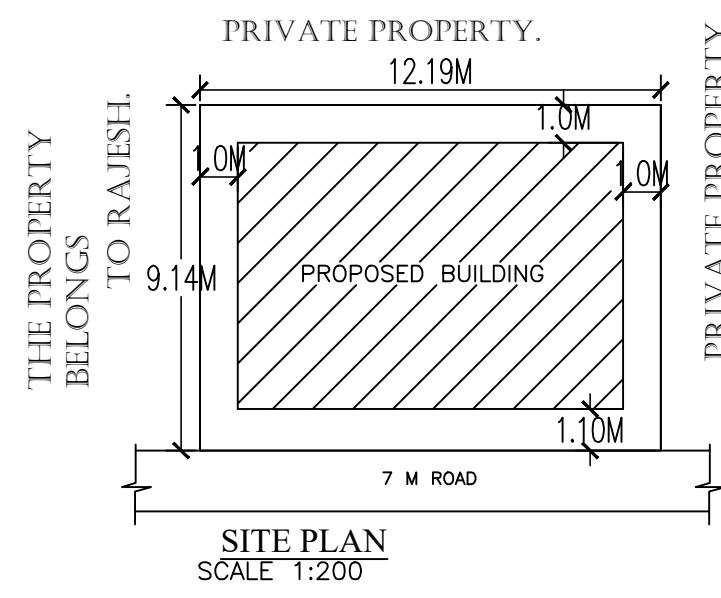 PRIVATE PROPERTY.
12.19M
1.0M
1.0M
1.0M
THE PROPERTY
BELONGS
TO RAJESH.
PRIVATE PROPERTY
9.14M
PROPOSED BUILDING
1.10M
7 M ROAD
SITE PLAN
SCALE 1:200